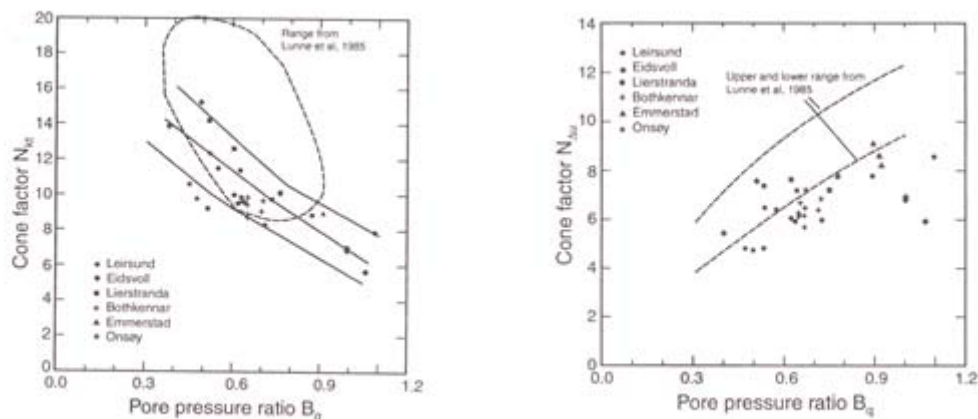 20
18
16
14
12
10
8
6
4
2
0
0.0
0.3
0.6
0.9
1.2
Cone factor Nkt
Pore pressure ratio Bq
Range from
Lunne et al, 1985
Leirsund
Eidsvoll
Lierstranda
Bothkennar
Emmerstad
Onsøy
14
12
10
8
6
4
2
0
0.0
0.3
0.6
0.9
1.2
Cone factor NΔu
Pore pressure ratio Bq
Leirsund
Eidsvoll
Lierstranda
Bothkennar
Emmerstad
Onsøy
Upper and lower range from
Lunne et al, 1985